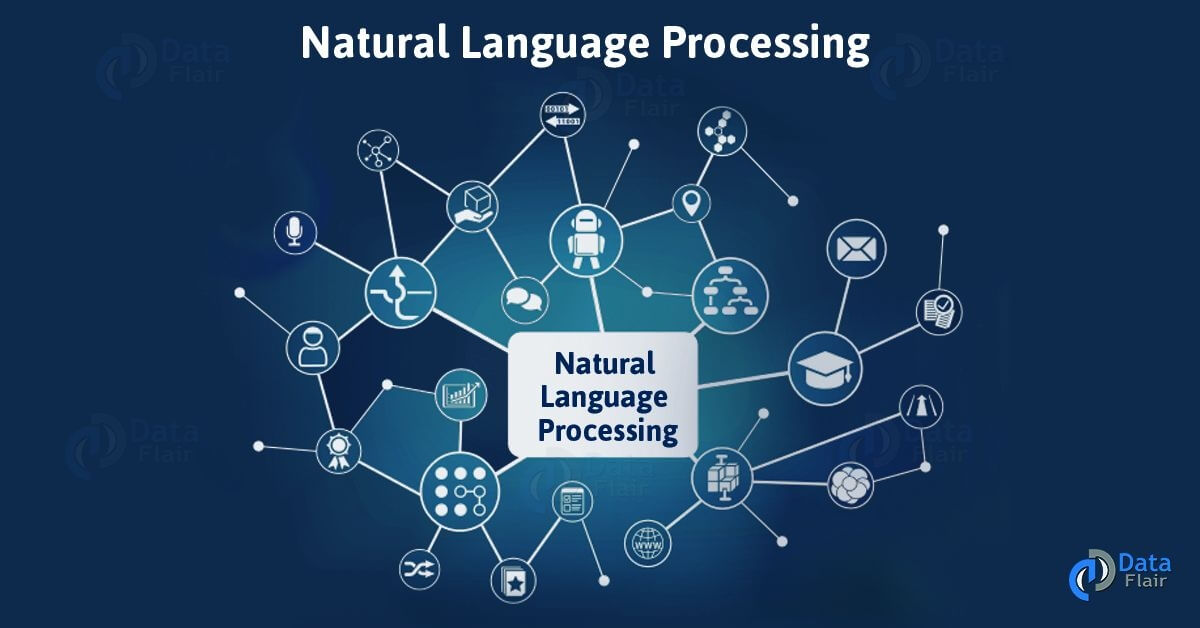 Natural Language Processing
Data
Flair
Data
Flair
Data
Flair
00101
11001
Natural
Language
Processing
Data
Flair
Data
Flair
Data
Flair
WWW
Data
Flair